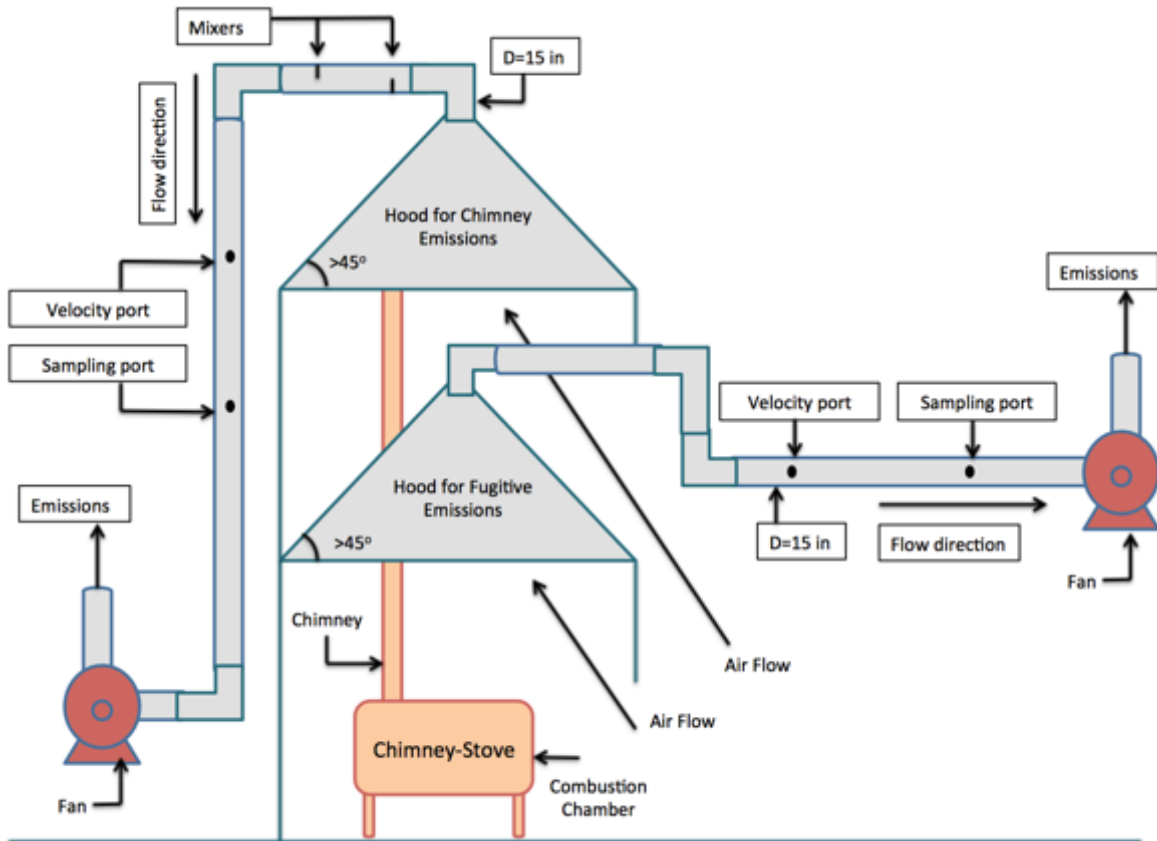 Mixers
D=15 in
Flow direction
Hood for Chimney
Emissions
>45°
Velocity port
Sampling port
Emissions
Velocity port
Sampling port
Hood for Fugitive
Emissions
>45°
Emissions
D=15 in
Flow direction
Fan
Chimney
Air Flow
Air Flow
Chimney-Stove
Combustion
Chamber
Fan